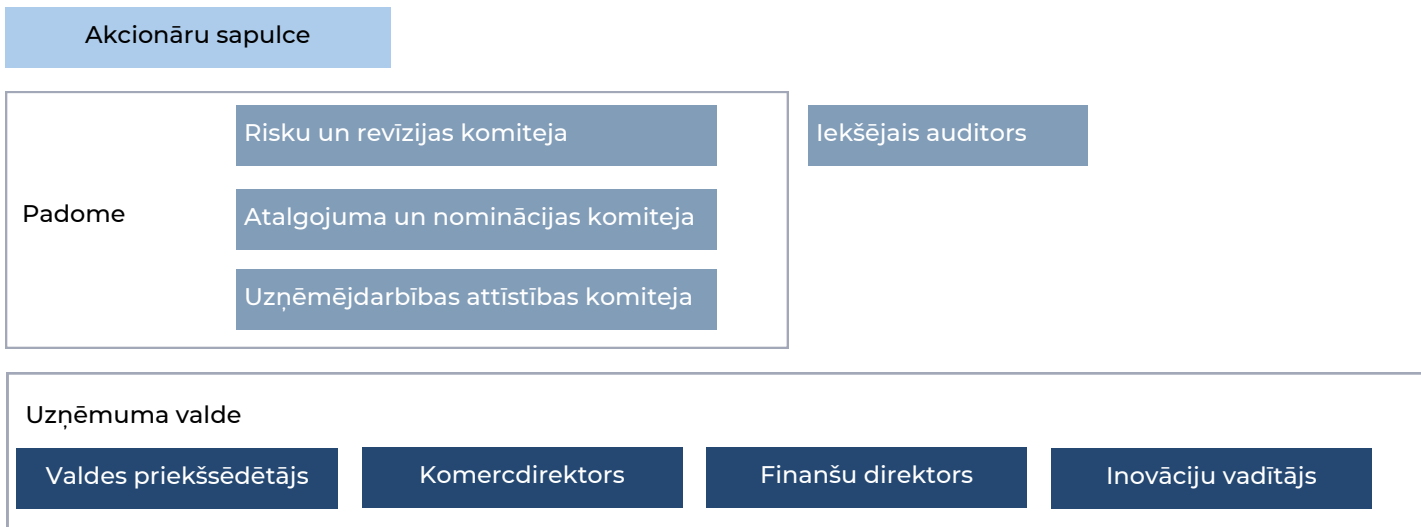 Akcionāru sapulce
Risku un revīzijas komiteja
Iekšējais auditors
Padome
Atalgojuma un nominācijas komiteja
Uzņēmējdarbības attīstības komiteja
Uzņēmuma valde
Valdes priekšsēdētājs
Komercdirektors
Finanšu direktors
Inovāciju vadītājs